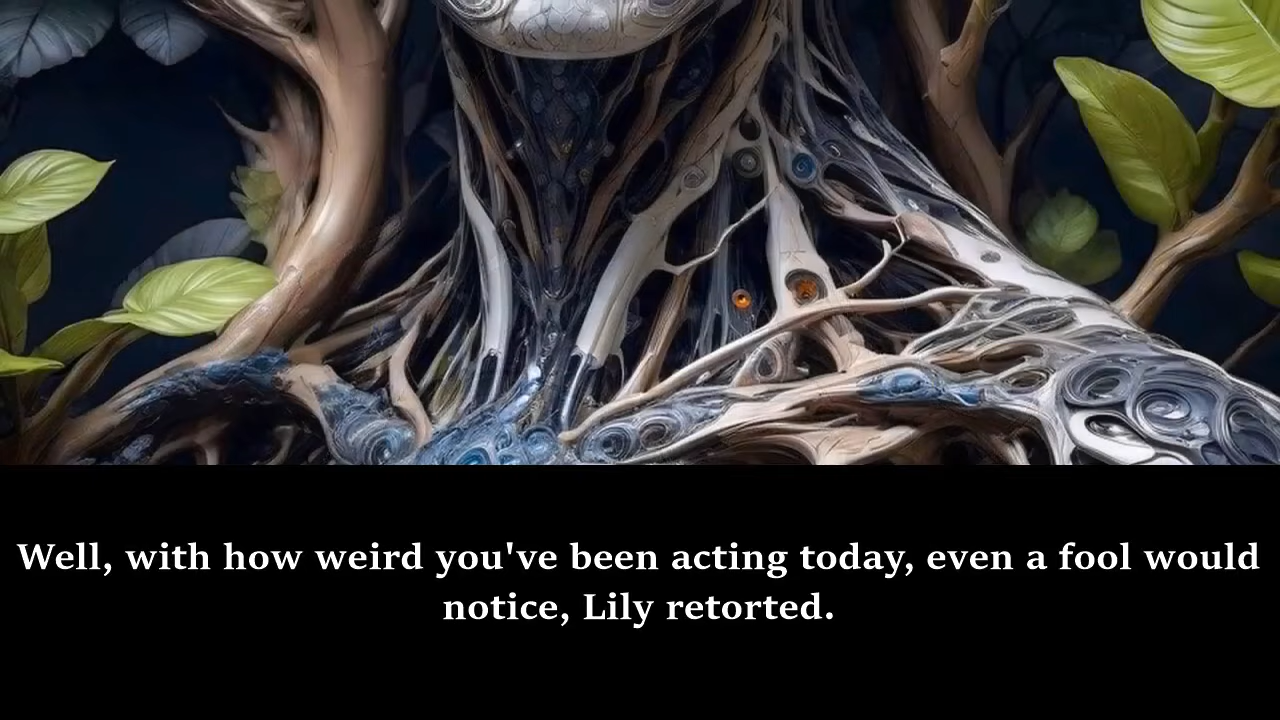 Well, with how weird you've been acting today, even a fool would
notice, Lily retorted.